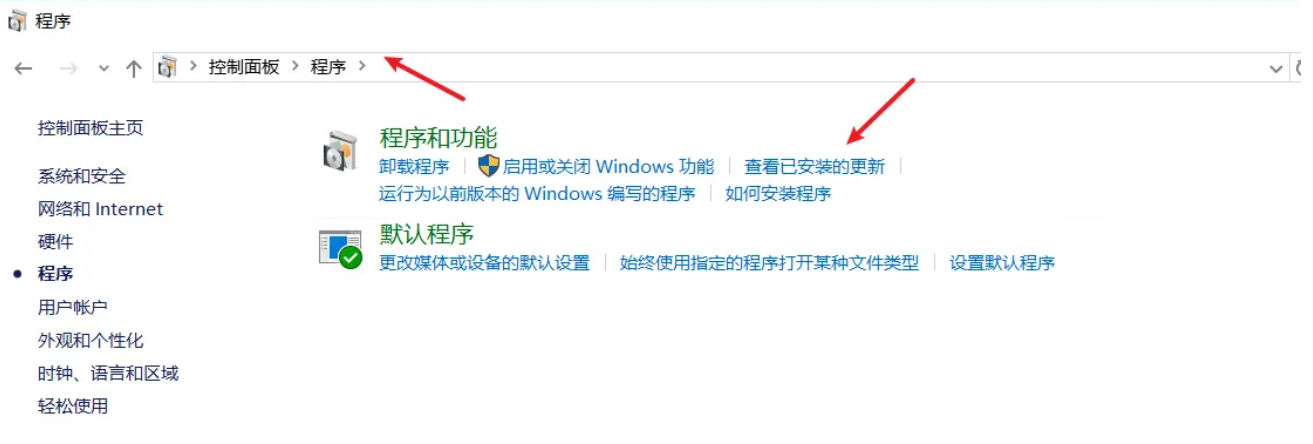 程序
控制面板 程序
控制面板主页
系统和安全
网络和 Internet
硬件
程序
用户帐户
外观和个性化
时钟、语言和区域
轻松使用
程序和功能
卸载程序 启用或关闭 Windows 功能 查看已安装的更新
运行为以前版本的 Windows 编写的程序 如何安装程序
默认程序
更改媒体或设备的默认设置 始终使用指定的程序打开某种文件类型 设置默认程序